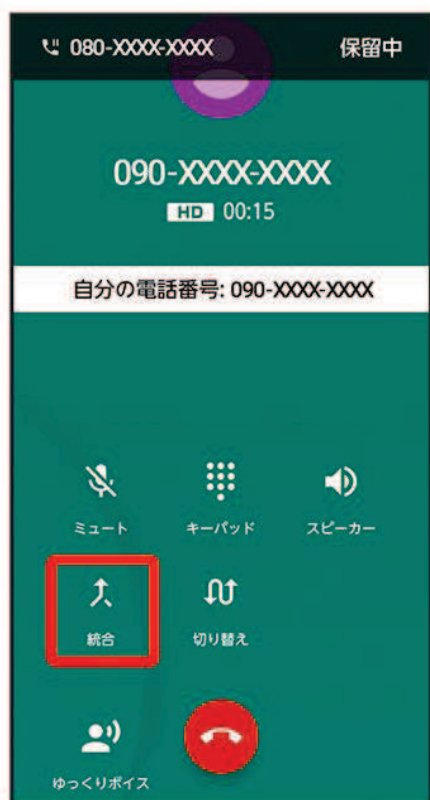 080-XXXX-XXXX 保留中
090-XXXX-XXXX
HD 00:15
自分の電話番号: 090-XXXX-XXXX
ミュート キーパッド スピーカー
統合 切り替え
ゆっくりボイス